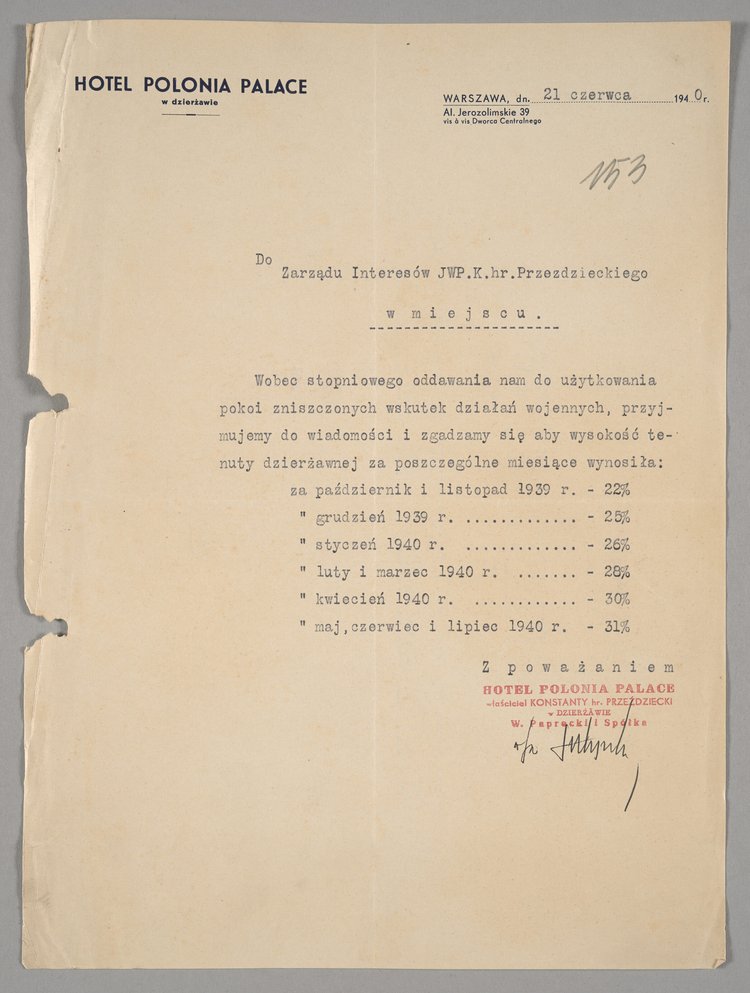 HOTEL POLONIA PALACE
w dzierżawie
WARSZAWA, dn. 21 czerwca 1940 r.
Al. Jerozolimskie 39
vis à vis Dworca Centralnego
153
Do
Zarządu Interesów JWP.K.hr.Przezdzieckiego
w miejscu.
Wobec stopniowego oddawania nam do użytkowania
pokoi zniszczonych wskutek działań wojennych, przyj-
mujemy do wiadomości i zgadzamy się aby wysokość te-
nuty dzierżawnej za poszczególne miesiące wynosiła:
za październik i listopad 1939 r. - 22%
" grudzień 1939 r. ............. - 25%
" styczeń 1940 r. ............. - 26%
" luty i marzec 1940 r. ....... - 28%
" kwiecień 1940 r. ............ - 30%
" maj,czerwiec i lipiec 1940 r. - 31%
Z poważaniem
HOTEL POLONIA PALACE
właściciel KONSTANTY hr. PRZEŹDZIECKI
w DZIERŻAWIE
W. Paprocki i Spółka